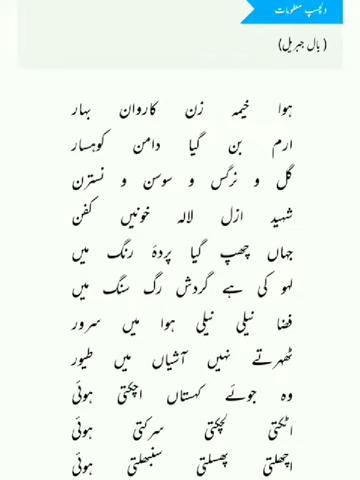 دلچسپ معلومات
( بال جبریل)
ہوا خیمہ زن کاروان بہار
ارم بن گیا دامن کوہسار
گل و نرگس و سوسن و نسترن
شہید ازل لالہ خونیں کفن
جہاں چھپ گیا پردۂ رنگ میں
لہو کی ہے گردش رگ سنگ میں
فضا نیلی نیلی ہوا میں سرور
ٹھہرتے نہیں آشیاں میں طیور
وہ جوئے کہستاں اچکتی ہوئی
اٹکتی لچکتی سرکتی ہوئی
اچھلتی پھسلتی سنبھلتی ہوئی